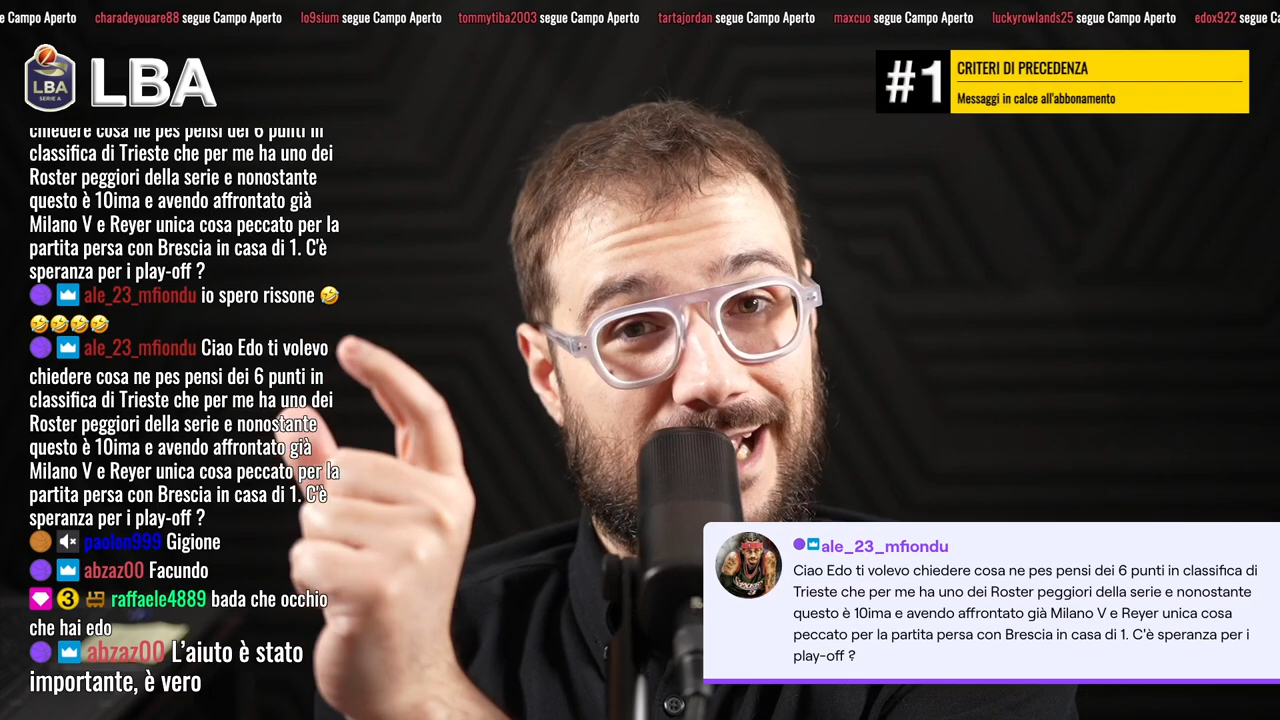 e Campo Aperto charadeyouare88 segue Campo Aperto lo9sium segue Campo Aperto tommytiba2003 segue Campo Aperto tartajordan segue Campo Aperto maxcuo segue Campo Aperto luckyrowlands25 segue Campo Aperto edox922 segue Ca
LBA
SERIE A
LBA
#1
CRITERI DI PRECEDENZA
Messaggi in calce all'abbonamento
chiedere cosa ne pes pensi dei 6 punti in
classifica di Trieste che per me ha uno dei
Roster peggiori della serie e nonostante
questo è 10ima e avendo affrontato già
Milano V e Reyer unica cosa peccato per la
partita persa con Brescia in casa di 1. C'è
speranza per i play-off ?
ale_23_mfiondu io spero rissone 🤣
🤣🤣🤣🤣
ale_23_mfiondu Ciao Edo ti volevo
chiedere cosa ne pes pensi dei 6 punti in
classifica di Trieste che per me ha uno dei
Roster peggiori della serie e nonostante
questo è 10ima e avendo affrontato già
Milano V e Reyer unica cosa peccato per la
partita persa con Brescia in casa di 1. C'è
speranza per i play-off ?
paolon999 Gigione
abzaz00 Facundo
3 raffaele4889 bada che occhio
che hai edo
abzaz00 L'aiuto è stato
importante, è vero
ale_23_mfiondu
Ciao Edo ti volevo chiedere cosa ne pes pensi dei 6 punti in classifica di
Trieste che per me ha uno dei Roster peggiori della serie e nonostante
questo è 10ima e avendo affrontato già Milano V e Reyer unica cosa
peccato per la partita persa con Brescia in casa di 1. C'è speranza per i
play-off ?